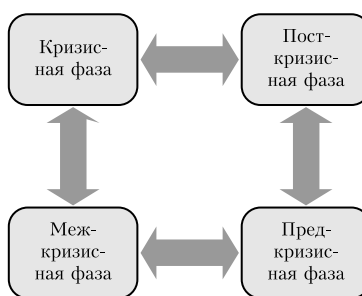 Кризис-
ная фаза
Пост-
кризис-
ная фаза
Меж-
кризис-
ная фаза
Пред-
кризис-
ная фаза